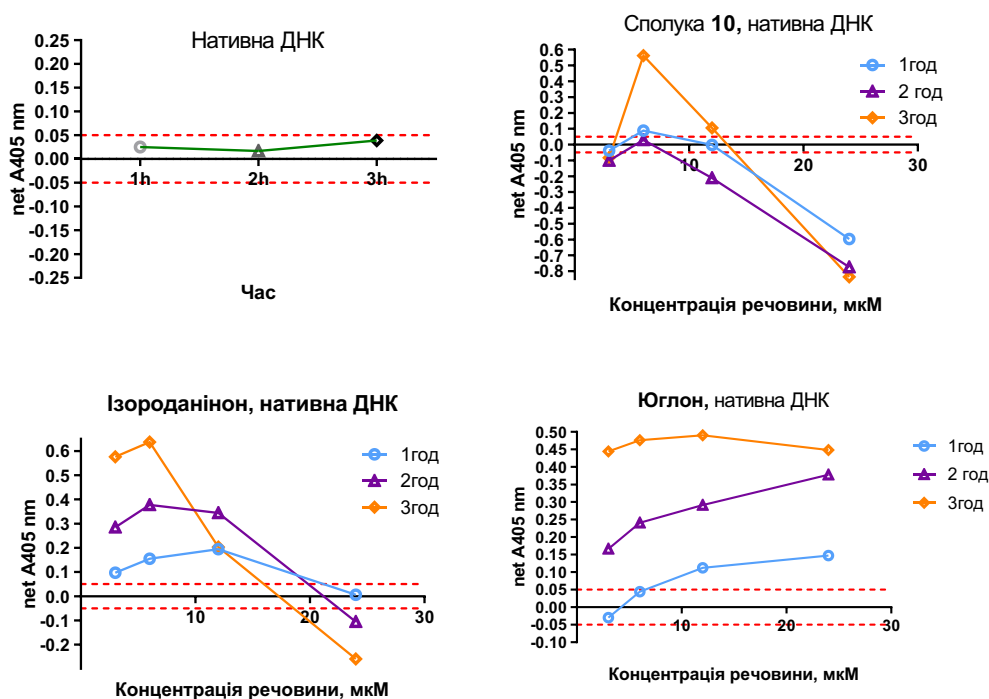 Нативна ДНК
0.25
0.20
0.15
0.10
0.05
0.00
-0.05
-0.10
-0.15
-0.20
-0.25
1h
2h
3h
net A405 nm
Час
Сполука 10, нативна ДНК
0.6
0.5
0.4
0.3
0.2
0.1
0.0
-0.1
-0.2
-0.3
-0.4
-0.5
-0.6
-0.7
-0.8
10
20
30
1год
2 год
3год
net A405 nm
Концентрація речовини, мкМ
Ізороданінон, нативна ДНК
0.6
0.5
0.4
0.3
0.2
0.1
0.0
-0.1
-0.2
10
20
30
1год
2год
3год
net A405 nm
Концентрація речовини, мкМ
Юглон, нативна ДНК
0.50
0.45
0.40
0.35
0.30
0.25
0.20
0.15
0.10
0.05
0.00
-0.05
-0.10
10
20
30
1год
2 год
3год
net A405 nm
Концентрація речовини, мкМ